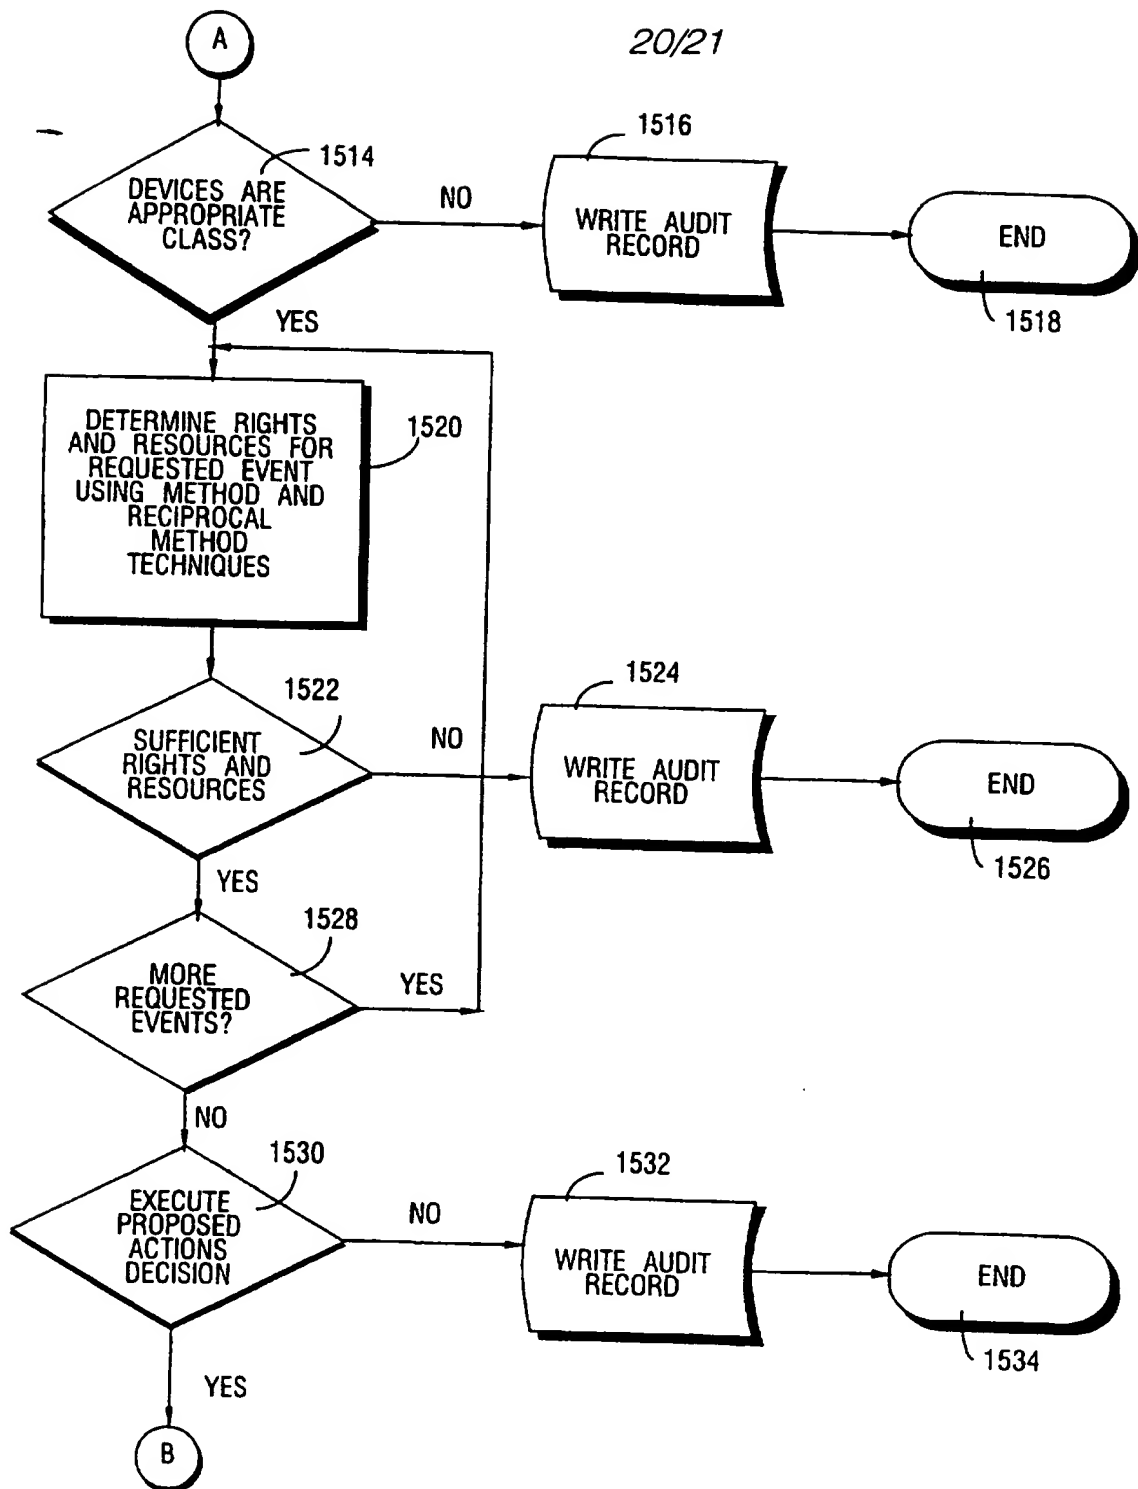 20/21
A
1514
DEVICES ARE
APPROPRIATE
CLASS?
NO
1516
WRITE AUDIT
RECORD
END
1518
YES
DETERMINE RIGHTS
AND RESOURCES FOR
REQUESTED EVENT
USING METHOD AND
RECIPROCAL
METHOD
TECHNIQUES
1520
1522
SUFFICIENT
RIGHTS AND
RESOURCES
NO
1524
WRITE AUDIT
RECORD
END
1526
YES
1528
MORE
REQUESTED
EVENTS?
YES
NO
1530
EXECUTE
PROPOSED
ACTIONS
DECISION
NO
1532
WRITE AUDIT
RECORD
END
1534
YES
B